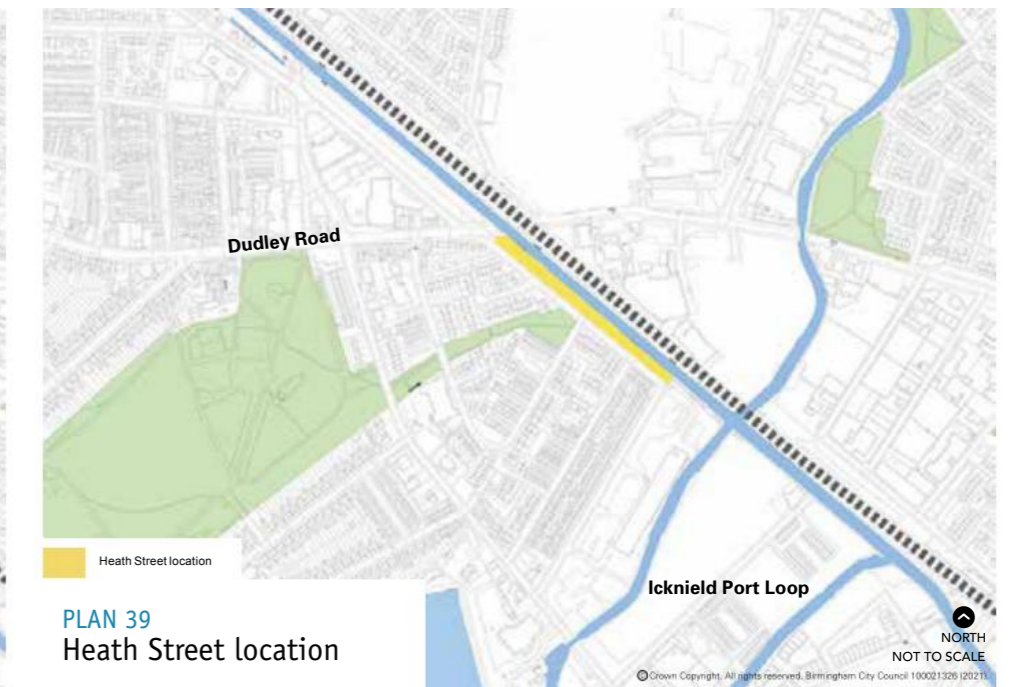 Dudley Road
Heath Street location
Icknield Port Loop
PLAN 39
Heath Street location
NORTH
NOT TO SCALE
©Crown Copyright. All rights reserved. Birmingham City Council 100021326 (2021).